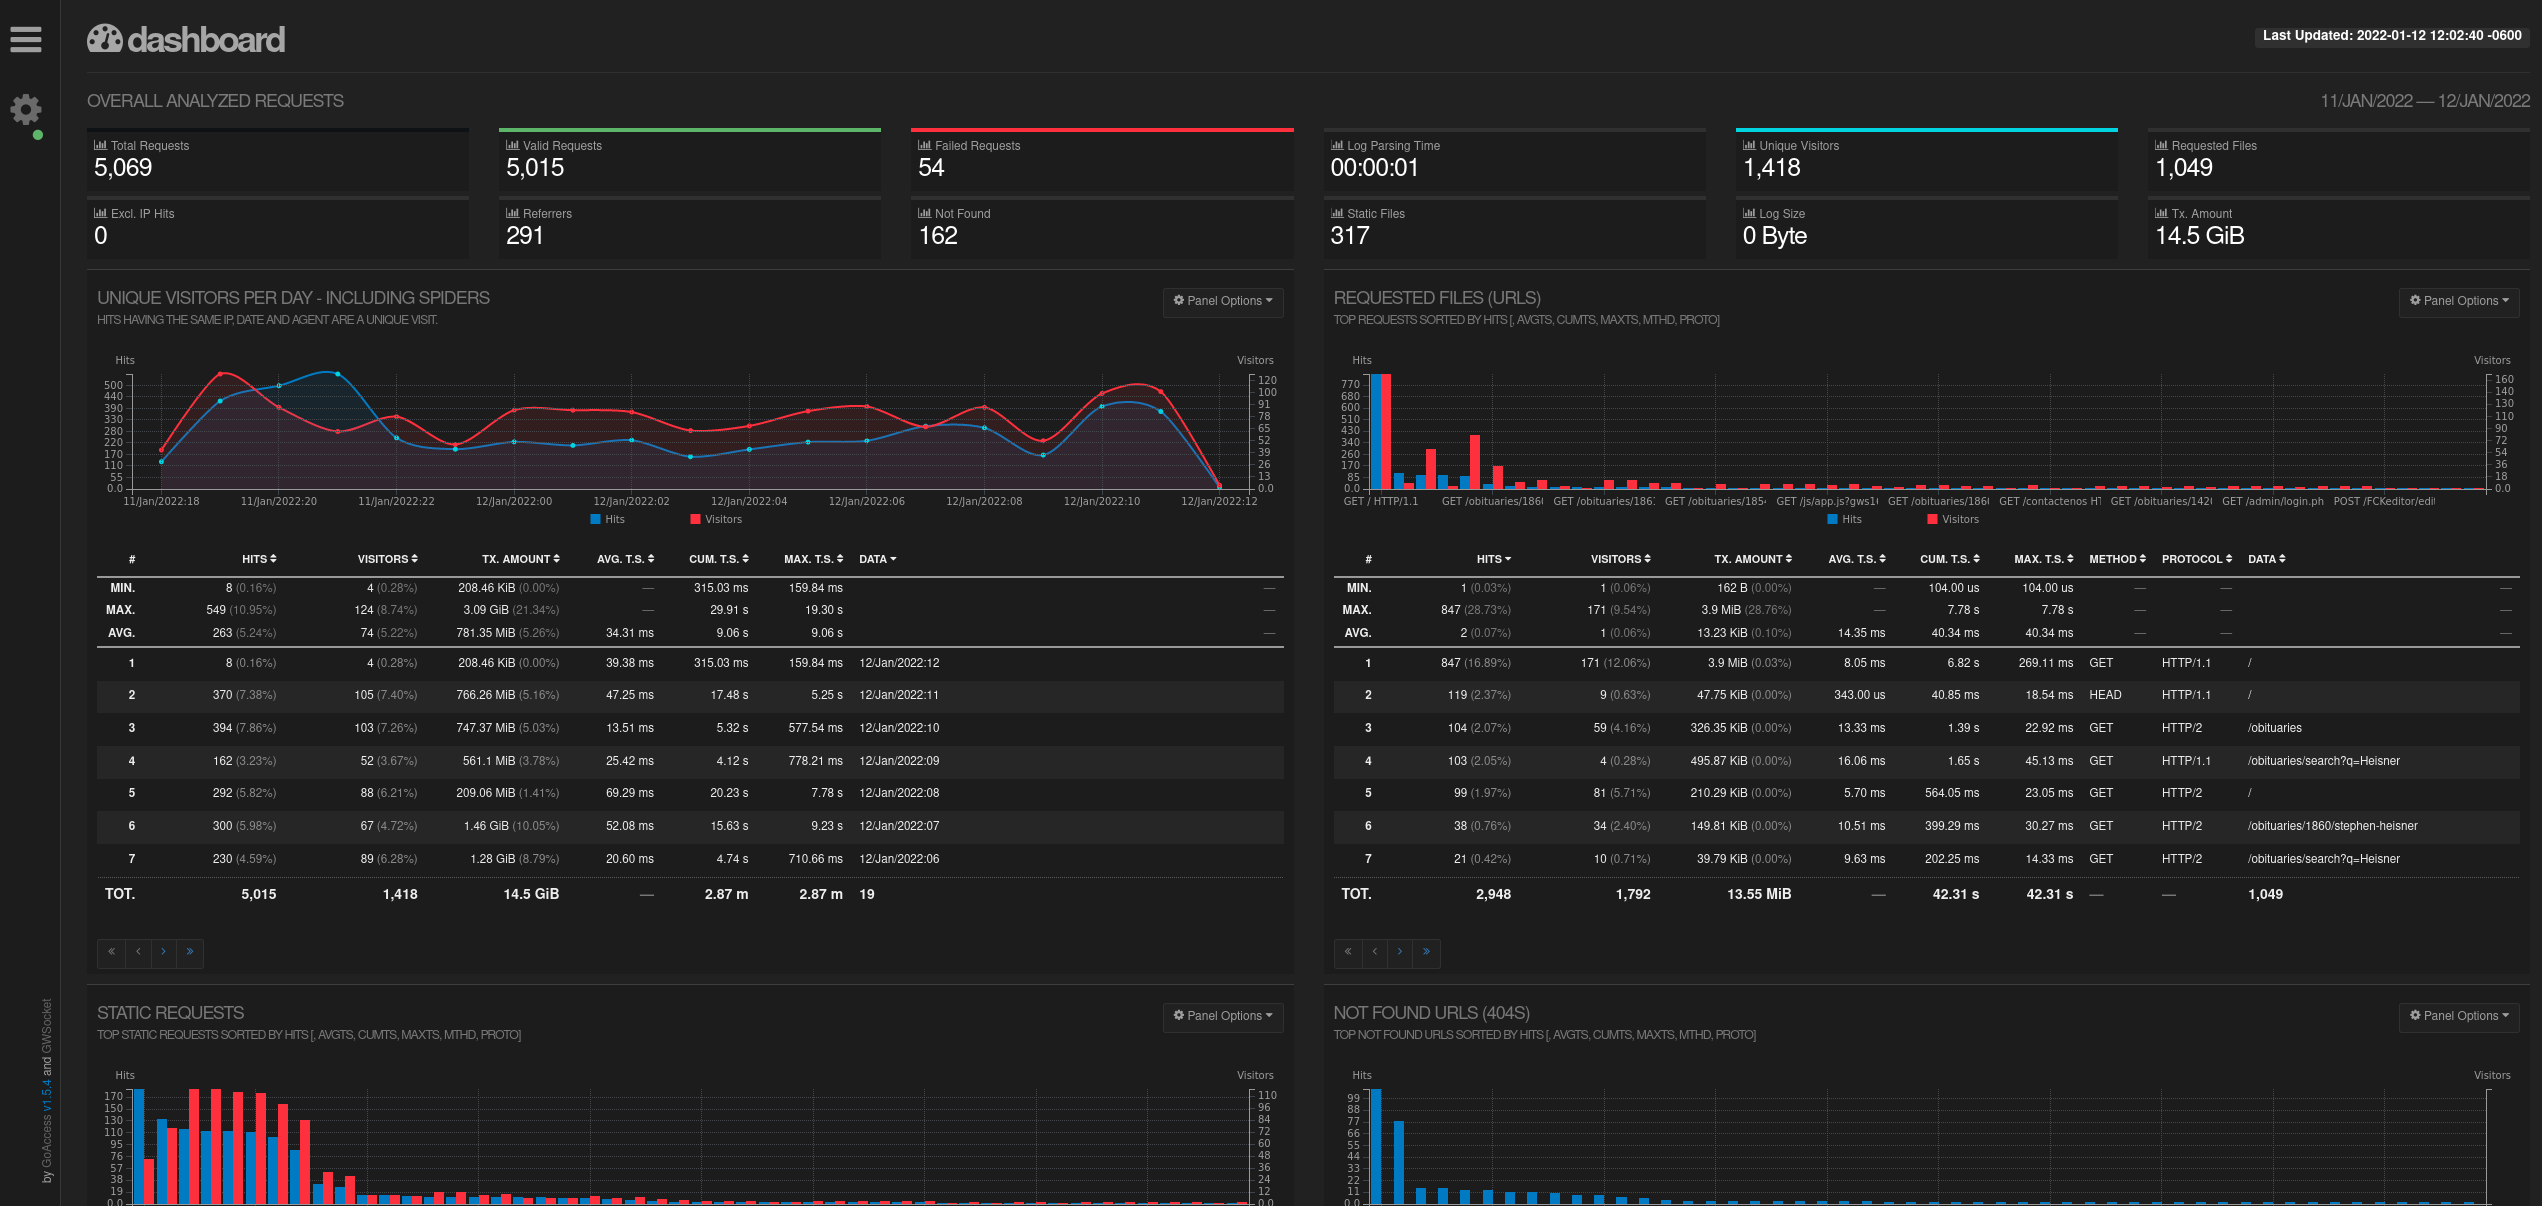 dashboard
Last Updated: 2022-01-12 12:02:40 -0600
OVERALL ANALYZED REQUESTS
11/JAN/2022 — 12/JAN/2022
Total Requests
5,069
Valid Requests
5,015
Failed Requests
54
Log Parsing Time
00:00:01
Unique Visitors
1,418
Requested Files
1,049
Excl. IP Hits
0
Referrers
291
Not Found
162
Static Files
317
Log Size
0 Byte
Tx. Amount
14.5 GiB
UNIQUE VISITORS PER DAY - INCLUDING SPIDERS
Panel Options
HITS HAVING THE SAME IP, DATE AND AGENT ARE A UNIQUE VISIT.
Hits
Visitors
500
440
390
330
280
220
170
110
55
0.0
120
100
91
78
65
52
39
26
13
0.0
11/Jan/2022:18 11/Jan/2022:20 11/Jan/2022:22 12/Jan/2022:00 12/Jan/2022:02 12/Jan/2022:04 12/Jan/2022:06 12/Jan/2022:08 12/Jan/2022:10 12/Jan/2022:12
Hits Visitors
# HITS VISITORS TX. AMOUNT AVG. T.S. CUM. T.S. MAX. T.S. DATA
MIN. 8 (0.16%) 4 (0.28%) 208.46 KiB (0.00%) — 315.03 ms 159.84 ms —
MAX. 549 (10.95%) 124 (8.74%) 3.09 GiB (21.34%) — 29.91 s 19.30 s —
AVG. 263 (5.24%) 74 (5.22%) 781.35 MiB (5.26%) 34.31 ms 9.06 s 9.06 s —
1 8 (0.16%) 4 (0.28%) 208.46 KiB (0.00%) 39.38 ms 315.03 ms 159.84 ms 12/Jan/2022:12
2 370 (7.38%) 105 (7.40%) 766.26 MiB (5.16%) 47.25 ms 17.48 s 5.25 s 12/Jan/2022:11
3 394 (7.86%) 103 (7.26%) 747.37 MiB (5.03%) 13.51 ms 5.32 s 577.54 ms 12/Jan/2022:10
4 162 (3.23%) 52 (3.67%) 561.1 MiB (3.78%) 25.42 ms 4.12 s 778.21 ms 12/Jan/2022:09
5 292 (5.82%) 88 (6.21%) 209.06 MiB (1.41%) 69.29 ms 20.23 s 7.78 s 12/Jan/2022:08
6 300 (5.98%) 67 (4.72%) 1.46 GiB (10.05%) 52.08 ms 15.63 s 9.23 s 12/Jan/2022:07
7 230 (4.59%) 89 (6.28%) 1.28 GiB (8.79%) 20.60 ms 4.74 s 710.66 ms 12/Jan/2022:06
TOT. 5,015 1,418 14.5 GiB — 2.87 m 2.87 m 19
« ‹ › »
REQUESTED FILES (URLS)
Panel Options
TOP REQUESTS SORTED BY HITS [, AVGTS, CUMTS, MAXTS, MTHD, PROTO]
Hits
Visitors
770
680
600
510
430
340
260
170
85
0.0
160
140
130
110
90
72
54
36
18
0.0
GET / HTTP/1.1 GET /obituaries/186 GET /obituaries/186 GET /obituaries/185 GET /js/app.js?gws1 GET /obituaries/186 GET /contactenos HT GET /obituaries/142 GET /admin/login.ph POST /FCKeditor/edi
Hits Visitors
# HITS VISITORS TX. AMOUNT AVG. T.S. CUM. T.S. MAX. T.S. METHOD PROTOCOL DATA
MIN. 1 (0.03%) 1 (0.06%) 162 B (0.00%) — 104.00 us 104.00 us — — —
MAX. 847 (28.73%) 171 (9.54%) 3.9 MiB (28.76%) — 7.78 s 7.78 s — — —
AVG. 2 (0.07%) 1 (0.06%) 13.23 KiB (0.10%) 14.35 ms 40.34 ms 40.34 ms — — —
1 847 (16.89%) 171 (12.06%) 3.9 MiB (0.03%) 8.05 ms 6.82 s 269.11 ms GET HTTP/1.1 /
2 119 (2.37%) 9 (0.63%) 47.75 KiB (0.00%) 343.00 us 40.85 ms 18.54 ms HEAD HTTP/1.1 /
3 104 (2.07%) 59 (4.16%) 326.35 KiB (0.00%) 13.33 ms 1.39 s 22.92 ms GET HTTP/2 /obituaries
4 103 (2.05%) 4 (0.28%) 495.87 KiB (0.00%) 16.06 ms 1.65 s 45.13 ms GET HTTP/1.1 /obituaries/search?q=Heisner
5 99 (1.97%) 81 (5.71%) 210.29 KiB (0.00%) 5.70 ms 564.05 ms 23.05 ms GET HTTP/2 /
6 38 (0.76%) 34 (2.40%) 149.81 KiB (0.00%) 10.51 ms 399.29 ms 30.27 ms GET HTTP/2 /obituaries/1860/stephen-heisner
7 21 (0.42%) 10 (0.71%) 39.79 KiB (0.00%) 9.63 ms 202.25 ms 14.33 ms GET HTTP/2 /obituaries/search?q=Heisner
TOT. 2,948 1,792 13.55 MiB — 42.31 s 42.31 s — — 1,049
« ‹ › »
STATIC REQUESTS
Panel Options
TOP STATIC REQUESTS SORTED BY HITS [, AVGTS, CUMTS, MAXTS, MTHD, PROTO]
Hits
Visitors
170
150
130
110
95
76
57
38
19
0.0
110
96
84
72
60
48
36
24
12
0.0
NOT FOUND URLS (404S)
Panel Options
TOP NOT FOUND URLS SORTED BY HITS [, AVGTS, CUMTS, MAXTS, MTHD, PROTO]
Hits
Visitors
99
88
77
66
55
44
33
22
11
0.0
by GoAccess v1.5.4 and GWSocket